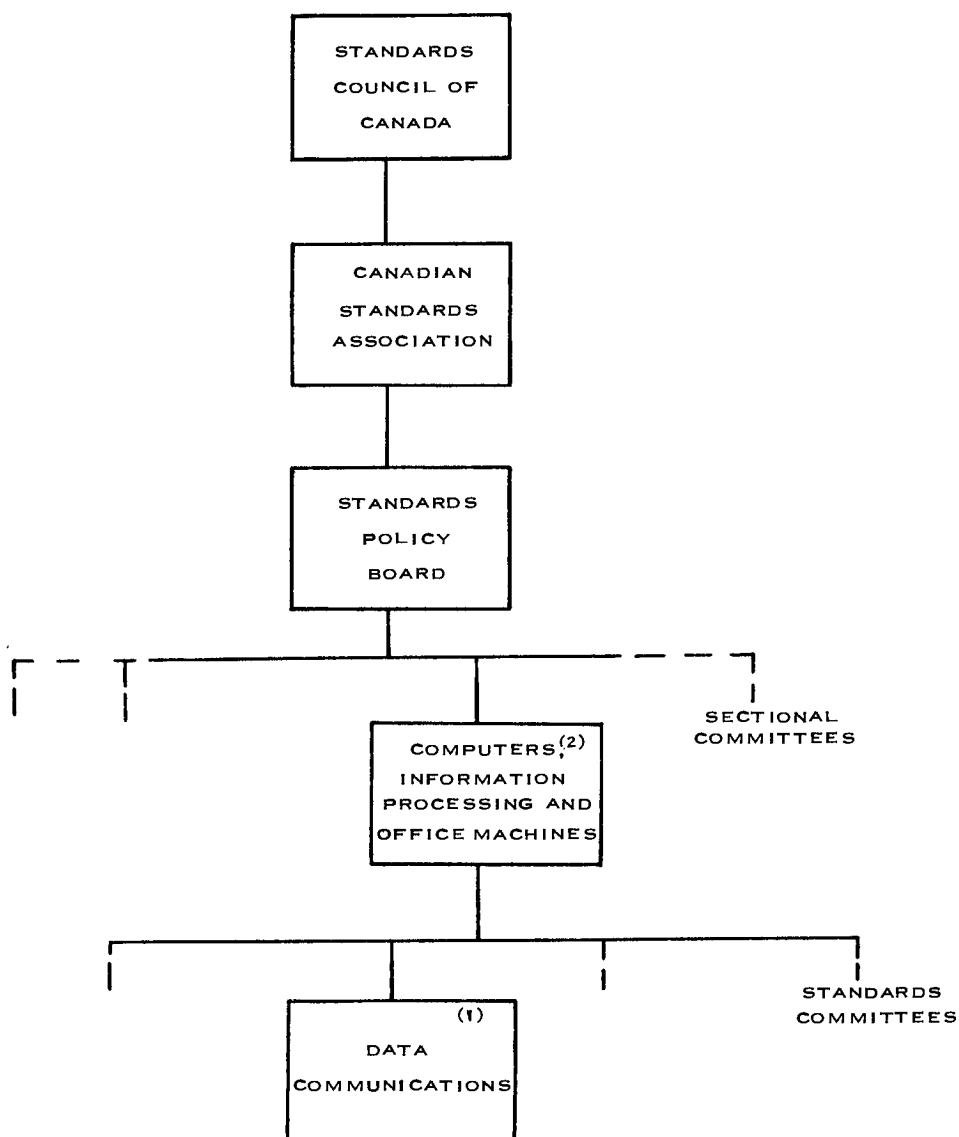 STANDARDS
COUNCIL OF
CANADA
CANADIAN
STANDARDS
ASSOCIATION
STANDARDS
POLICY
BOARD
SECTIONAL
COMMITTEES
COMPUTERS, (2)
INFORMATION
PROCESSING AND
OFFICE MACHINES
STANDARDS
COMMITTEES
(1)
DATA
COMMUNICATIONS